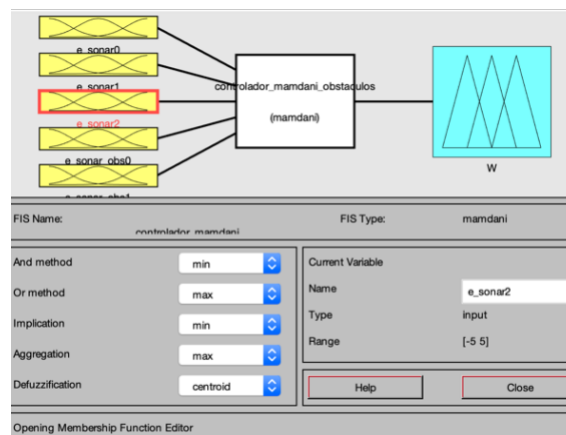 e_sonar0
e_sonar1
e_sonar2
e_sonar_obs0
controlador_mamdani_obstaculos
(mamdani)
W
FIS Name:
controlador_mamdani
FIS Type:
mamdani
And method
min
Or method
max
Implication
min
Aggregation
max
Defuzzification
centroid
Current Variable
Name
e_sonar2
Type
input
Range
[-5 5]
Help
Close
Opening Membership Function Editor